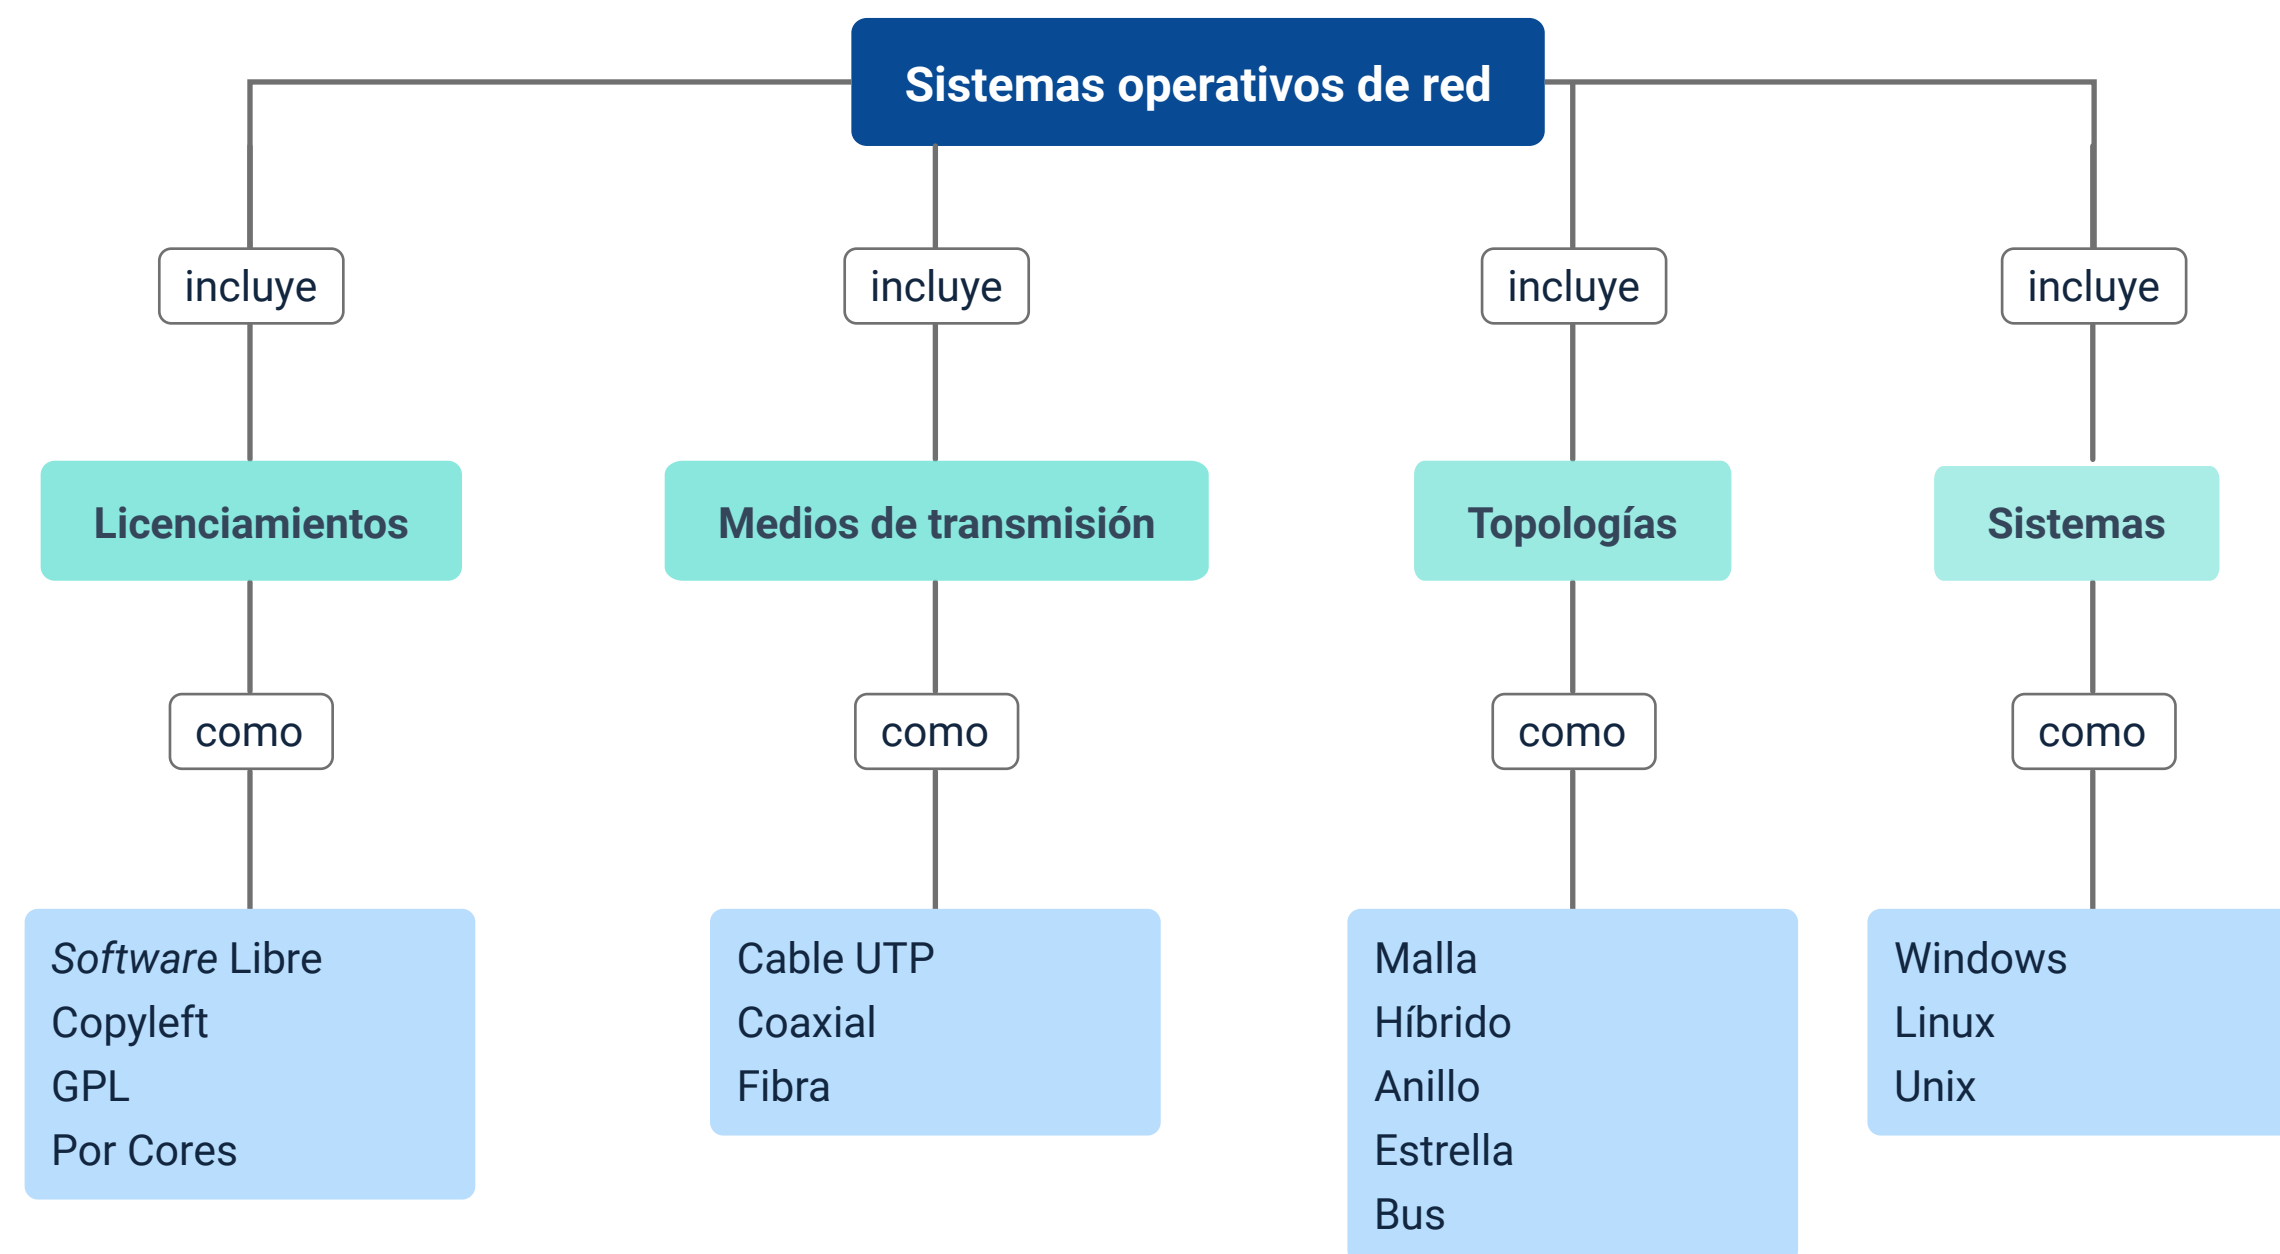 Sistemas operativos de red
incluye
incluye
incluye
incluye
Licenciamientos
Medios de transmisión
Topologías
Sistemas
como
como
como
como
Software Libre
Copyleft
GPL
Por Cores
Cable UTP
Coaxial
Fibra
Malla
Híbrido
Anillo
Estrella
Bus
Windows
Linux
Unix